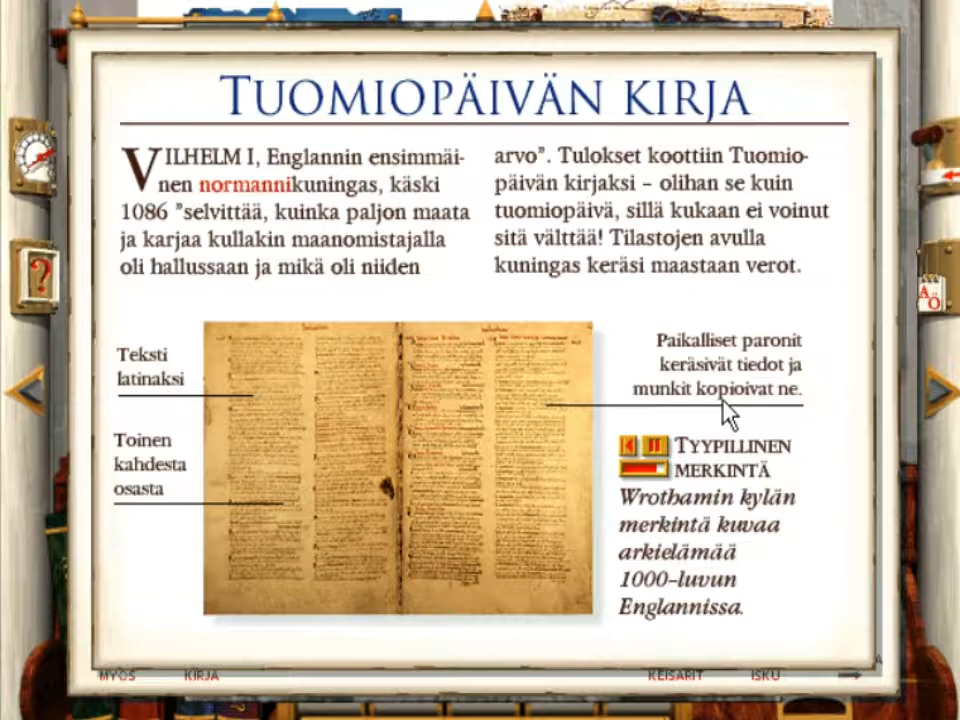 TUOMIOPÄIVÄN KIRJA
VILHELM I, Englannin ensimmäi-
nen normannikuningas, käski
1086 ”selvittää, kuinka paljon maata
ja karjaa kullakin maanomistajalla
oli hallussaan ja mikä oli niiden
arvo”. Tulokset koottiin Tuomio-
päivän kirjaksi – olihan se kuin
tuomiopäivä, sillä kukaan ei voinut
sitä välttää! Tilastojen avulla
kuningas keräsi maastaan verot.
Teksti
latinaksi
Toinen
kahdesta
osasta
Paikalliset paronit
keräsivät tiedot ja
munkit kopioivat ne.
TYYPILLINEN
MERKINTÄ
Wrothamin kylän
merkintä kuvaa
arkielämää
1000-luvun
Englannissa.
?
A
Ö
MYÖS KIRJA KEISARIT ISKU
A